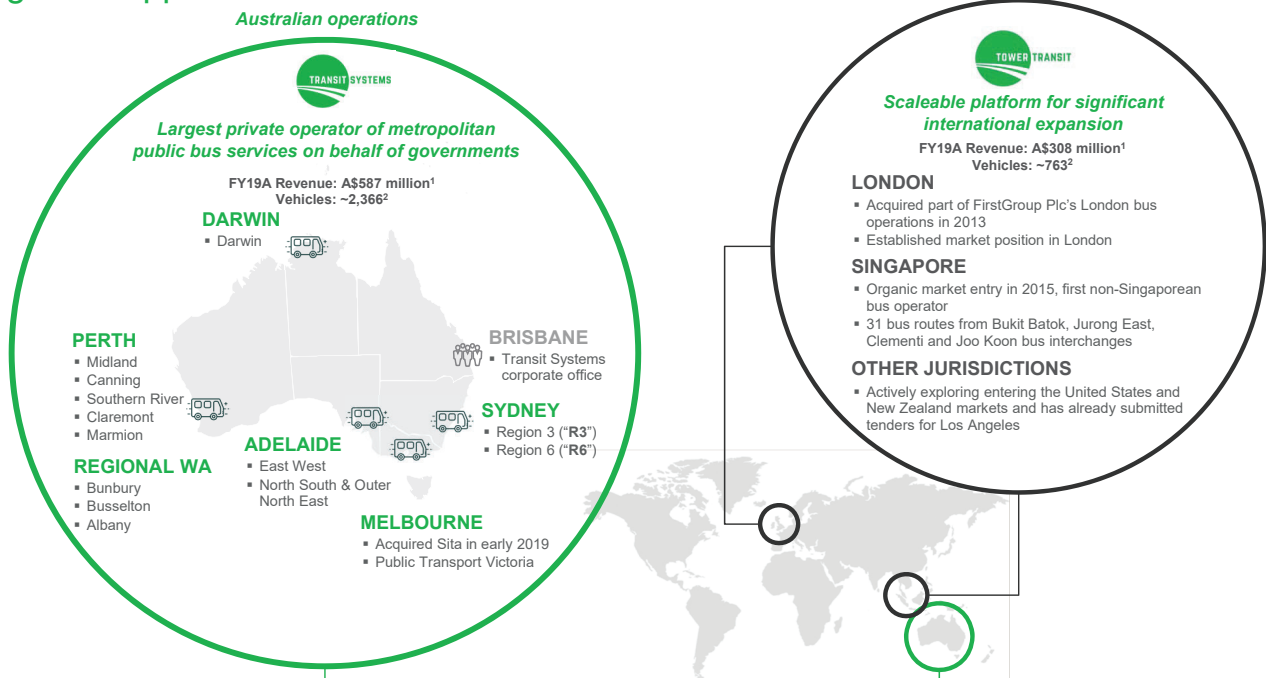 Australian operations
TRANSIT SYSTEMS
Largest private operator of metropolitan
public bus services on behalf of governments
FY19A Revenue: A$587 million¹
Vehicles: ~2,366²
DARWIN
▪ Darwin
PERTH
▪ Midland
▪ Canning
▪ Southern River
▪ Claremont
▪ Marmion
REGIONAL WA
▪ Bunbury
▪ Busselton
▪ Albany
ADELAIDE
▪ East West
▪ North South & Outer
North East
MELBOURNE
▪ Acquired Sita in early 2019
▪ Public Transport Victoria
BRISBANE
▪ Transit Systems
corporate office
SYDNEY
▪ Region 3 (“R3”)
▪ Region 6 (“R6”)
TOWER TRANSIT
Scaleable platform for significant
international expansion
FY19A Revenue: A$308 million¹
Vehicles: ~763²
LONDON
▪ Acquired part of FirstGroup Plc’s London bus
operations in 2013
▪ Established market position in London
SINGAPORE
▪ Organic market entry in 2015, first non-Singaporean
bus operator
▪ 31 bus routes from Bukit Batok, Jurong East,
Clementi and Joo Koon bus interchanges
OTHER JURISDICTIONS
▪ Actively exploring entering the United States and
New Zealand markets and has already submitted
tenders for Los Angeles